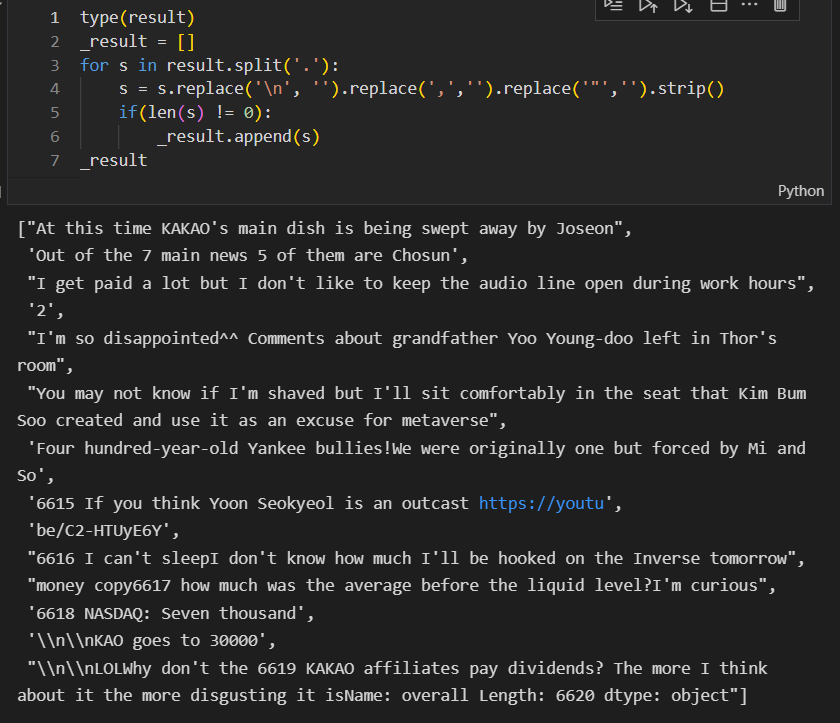 1 type(result)
2 _result = []
3 for s in result.split('.'):
4 s = s.replace('\n', '').replace(',','').replace('"','').strip()
5 if(len(s) != 0):
6 _result.append(s)
7 _result
Python
["At this time KAKAO's main dish is being swept away by Joseon",
'Out of the 7 main news 5 of them are Chosun',
"I get paid a lot but I don't like to keep the audio line open during work hours",
'2',
"I'm so disappointed^^ Comments about grandfather Yoo Young-doo left in Thor's
room",
"You may not know if I'm shaved but I'll sit comfortably in the seat that Kim Bum
Soo created and use it as an excuse for metaverse",
'Four hundred-year-old Yankee bullies!We were originally one but forced by Mi and
So',
'6615 If you think Yoon Seokyeol is an outcast https://youtu',
'be/C2-HTUyE6Y',
"6616 I can't sleepI don't know how much I'll be hooked on the Inverse tomorrow",
"money copy6617 how much was the average before the liquid level?I'm curious",
'6618 NASDAQ: Seven thousand',
'\\n\\nKAO goes to 30000',
"\\n\\nLOLWhy don't the 6619 KAKAO affiliates pay dividends? The more I think
about it the more disgusting it isName: overall Length: 6620 dtype: object"]